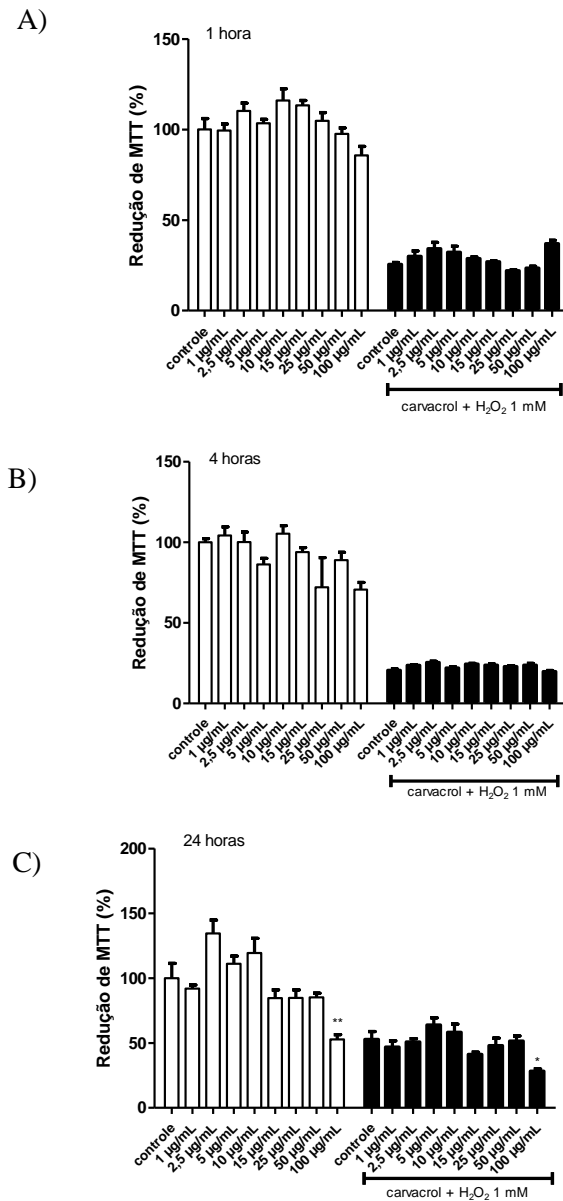 A)
1 hora
Redução de MTT (%)
150
100
50
0
controle
1 µg/mL
2,5 µg/mL
5 µg/mL
10 µg/mL
15 µg/mL
25 µg/mL
50 µg/mL
100 µg/mL
controle
1 µg/mL
2,5 µg/mL
5 µg/mL
10 µg/mL
15 µg/mL
25 µg/mL
50 µg/mL
100 µg/mL
carvacrol + H₂O₂ 1 mM
B)
4 horas
Redução de MTT (%)
150
100
50
0
controle
1 µg/mL
2,5 µg/mL
5 µg/mL
10 µg/mL
15 µg/mL
25 µg/mL
50 µg/mL
100 µg/mL
controle
1 µg/mL
2,5 µg/mL
5 µg/mL
10 µg/mL
15 µg/mL
25 µg/mL
50 µg/mL
100 µg/mL
carvacrol + H₂O₂ 1 mM
C)
24 horas
Redução de MTT (%)
200
150
100
50
0
**
*
controle
1 µg/mL
2,5 µg/mL
5 µg/mL
10 µg/mL
15 µg/mL
25 µg/mL
50 µg/mL
100 µg/mL
controle
1 µg/mL
2,5 µg/mL
5 µg/mL
10 µg/mL
15 µg/mL
25 µg/mL
50 µg/mL
100 µg/mL
carvacrol + H₂O₂ 1 mM